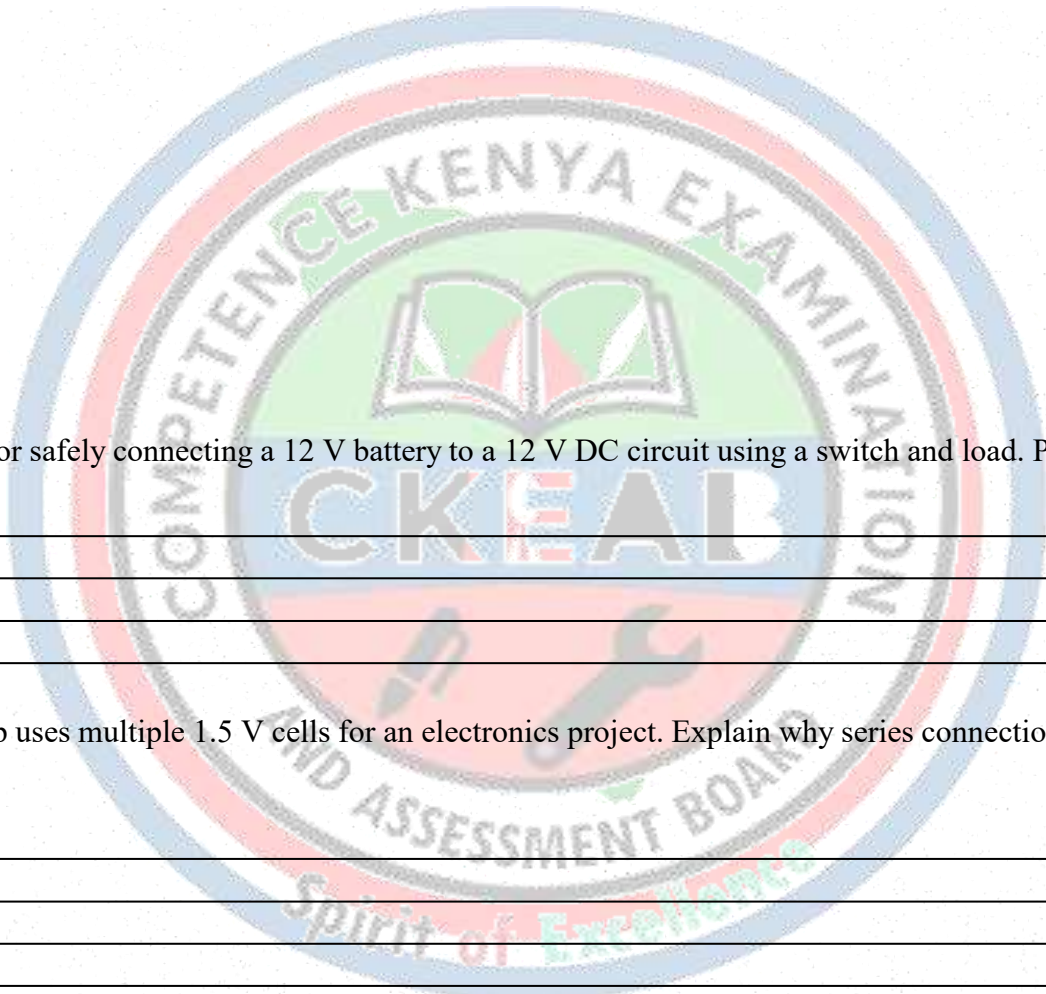 COMPETENCE KENYA EXAMINATION
or safely connecting a 12 V battery to a 12 V DC circuit using a switch and load. P
CKEAB
uses multiple 1.5 V cells for an electronics project. Explain why series connectio
AND ASSESSMENT BOARD
Spirit of Excellence